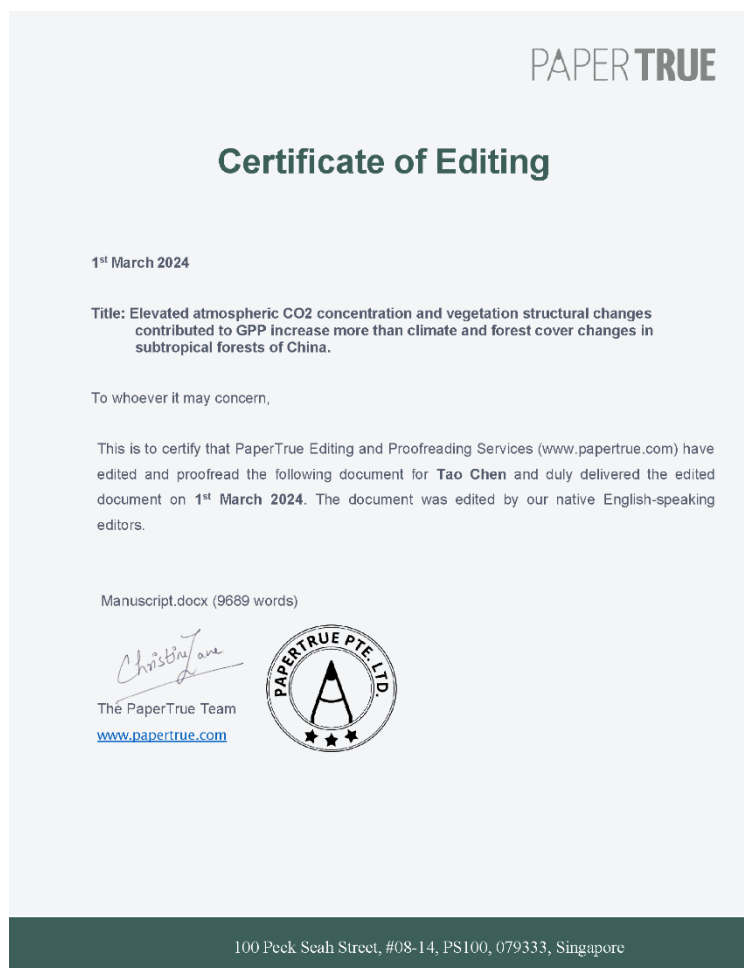 PAPERTRUE
Certificate of Editing
1st March 2024
Title: Elevated atmospheric CO2 concentration and vegetation structural changes
contributed to GPP increase more than climate and forest cover changes in
subtropical forests of China.
To whoever it may concern,
This is to certify that PaperTrue Editing and Proofreading Services (www.papertrue.com) have
edited and proofread the following document for Tao Chen and duly delivered the edited
document on 1st March 2024. The document was edited by our native English-speaking
editors.
Manuscript.docx (9689 words)
Christine Jane
PAPERTRUE PTE. LTD.
The PaperTrue Team
www.papertrue.com
100 Peck Seah Street, #08-14, PS100, 079333, Singapore